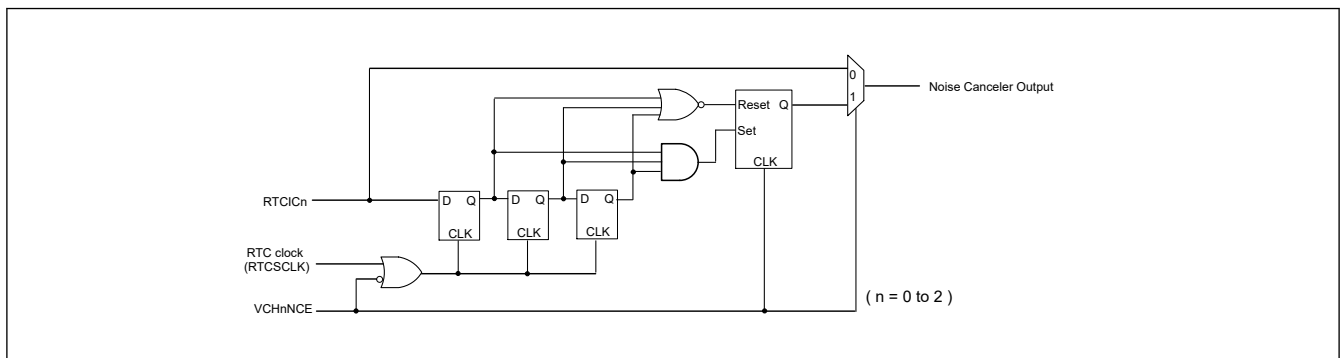 0
1
Noise Canceler Output
Reset Q
Set
CLK
RTCICn
D Q
CLK
D Q
CLK
D Q
CLK
RTC clock
(RTCSCLK)
VCHnNCE
( n = 0 to 2 )